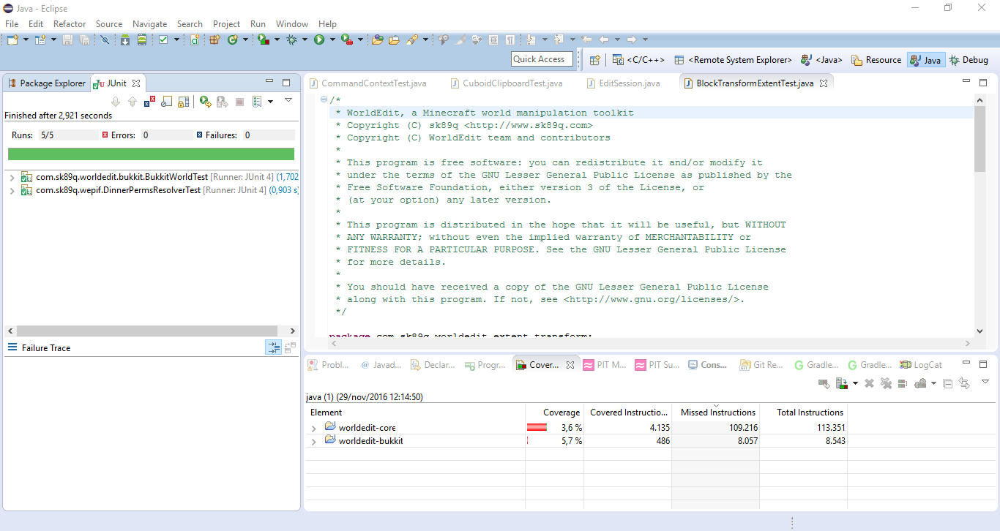 Java - Eclipse
File Edit Refactor Source Navigate Search Project Run Window Help
Quick Access
<C/C++> <Remote System Explorer> <Java> Resource Java Debug
Package Explorer JUnit
Finished after 2,921 seconds
Runs: 5/5 Errors: 0 Failures: 0
com.sk89q.worldedit.bukkit.BukkitWorldTest [Runner: JUnit 4] (1,702
com.sk89q.wepif.DinnerPermsResolverTest [Runner: JUnit 4] (0,903 s
Failure Trace
CommandContextTest.java CuboidClipboardTest.java EditSession.java BlockTransformExtentTest.java
/*
* WorldEdit, a Minecraft world manipulation toolkit
* Copyright (C) sk89q <http://www.sk89q.com>
* Copyright (C) WorldEdit team and contributors
*
* This program is free software: you can redistribute it and/or modify it
* under the terms of the GNU Lesser General Public License as published by the
* Free Software Foundation, either version 3 of the License, or
* (at your option) any later version.
*
* This program is distributed in the hope that it will be useful, but WITHOUT
* ANY WARRANTY; without even the implied warranty of MERCHANTABILITY or
* FITNESS FOR A PARTICULAR PURPOSE. See the GNU Lesser General Public License
* for more details.
*
* You should have received a copy of the GNU Lesser General Public License
* along with this program. If not, see <http://www.gnu.org/licenses/>.
*/
package com.sk89q.worldedit.extent.transform;
Probl... @ Javad... Declar... Progr... Cover... PIT M... PIT Su... Cons... Git Re... Gradle... Gradle... LogCat
java (1) (29/nov/2016 12:14:50)
Element Coverage Covered Instructio... Missed Instructions Total Instructions
worldedit-core 3,6 % 4.135 109.216 113.351
worldedit-bukkit 5,7 % 486 8.057 8.543